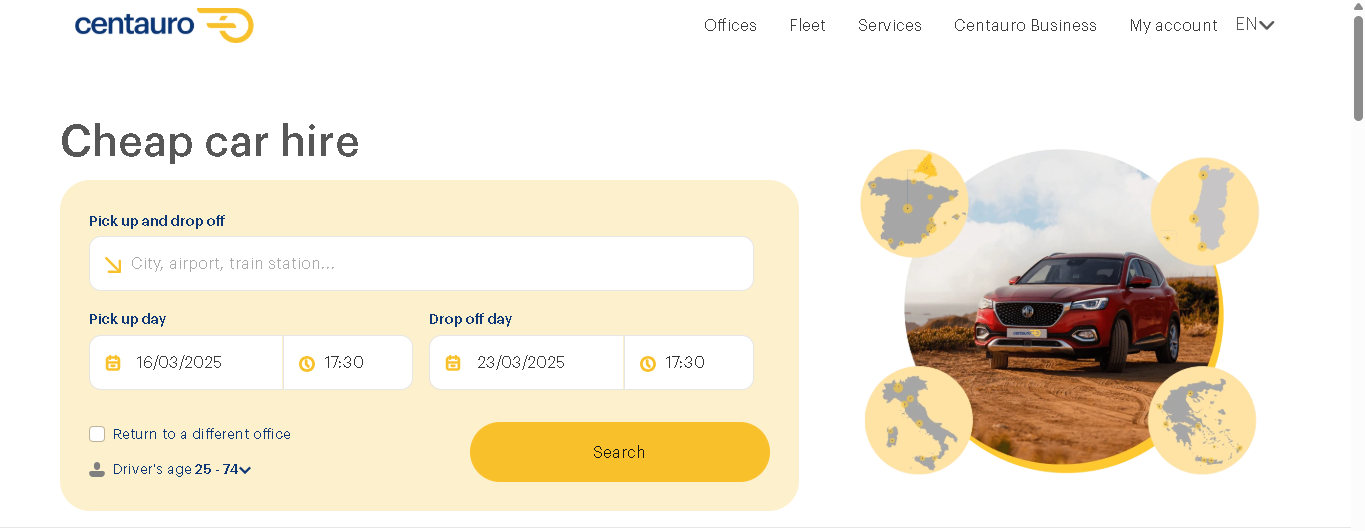 centauro
Offices
Fleet
Services
Centauro Business
My account
EN
Cheap car hire
Pick up and drop off
City, airport, train station...
Pick up day
Drop off day
16/03/2025
17:30
23/03/2025
17:30
Return to a different office
Driver's age 25 - 74
Search
MG
centauro